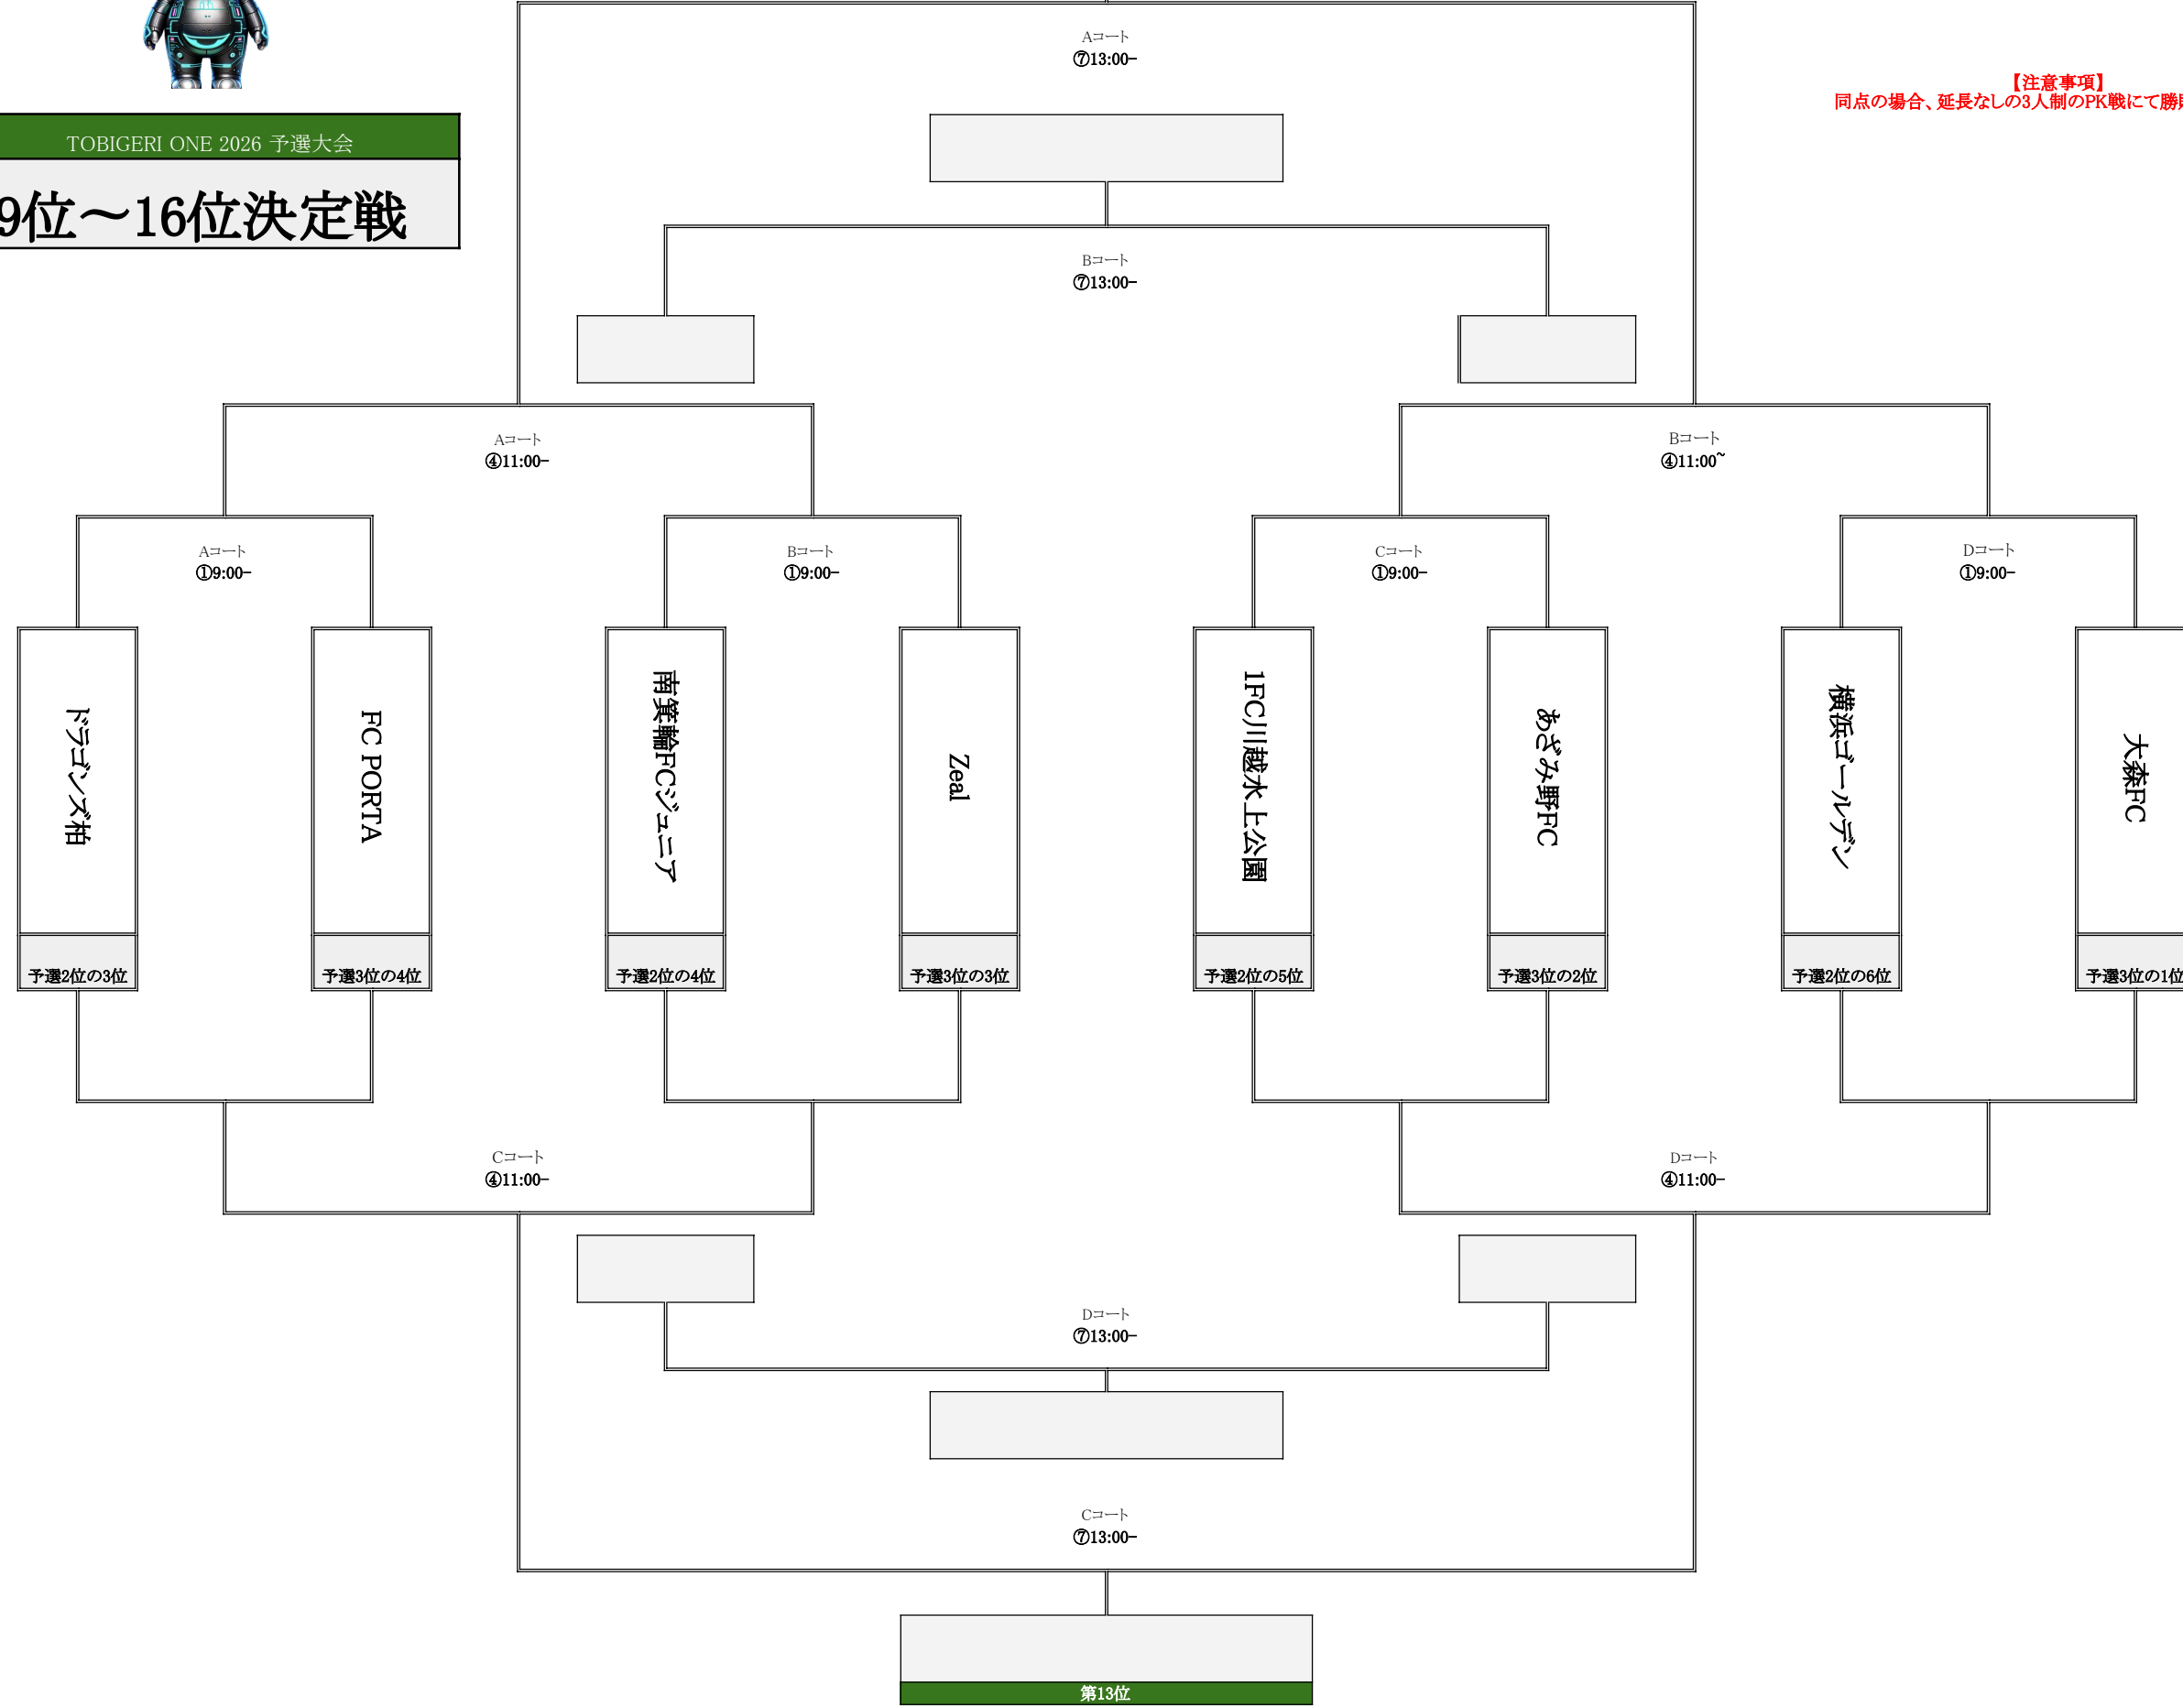 Aコート
⑦13:00-
【注意事項】
同点の場合、延長なしの3人制のPK戦にて勝
TOBIGERI ONE 2026 予選大会
9位～16位決定戦
Bコート
⑦13:00-
Aコート
④11:00-
Bコート
④11:00~
Aコート
①9:00-
Bコート
①9:00-
Cコート
①9:00-
Dコート
①9:00-
ドラゴンズ柏
FC PORTA
南箕輪FCジュニア
Zeal
1FC川越水上公園
あざみ野FC
横浜ゴールデン
大森FC
予選2位の3位
予選3位の4位
予選2位の4位
予選3位の3位
予選2位の5位
予選3位の2位
予選2位の6位
予選3位の1位
Cコート
④11:00-
Dコート
④11:00-
Dコート
⑦13:00-
Cコート
⑦13:00-
第13位